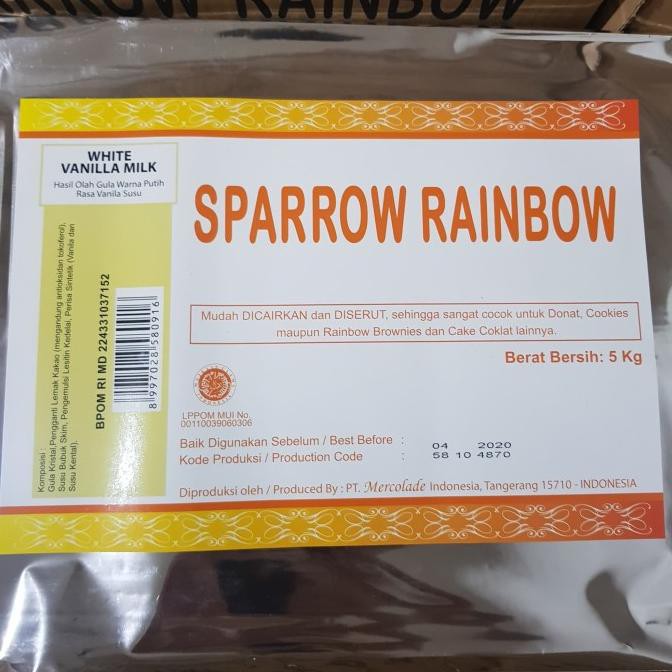 SPARROW RAINBOW
WHITE
VANILLA MILK
Hasil Olah Gula Warna Putih
Rasa Vanila Susu
SPARROW RAINBOW
Mudah DICAIRKAN dan DISERUT, sehingga sangat cocok untuk Donat, Cookies
maupun Rainbow Brownies dan Cake Coklat lainnya.
Berat Bersih: 5 Kg
LPPOM MUI No.
00110039060306
Baik Digunakan Sebelum / Best Before : 04 2020
Kode Produksi / Production Code : 58 10 4870
Diproduksi oleh / Produced By : PT. Mercolade Indonesia, Tangerang 15710 - INDONESIA
Komposisi :
Gula Kristal,Pengganti Lemak Kakao (mengandung antioksidan tokoferol),
Susu Bubuk Skim, Pengemulsi Lesitin Kedelai, Perisa Sintetik (Vanila dan
Susu Kental).
BPOM RI MD 224331037152
8 997028 580916